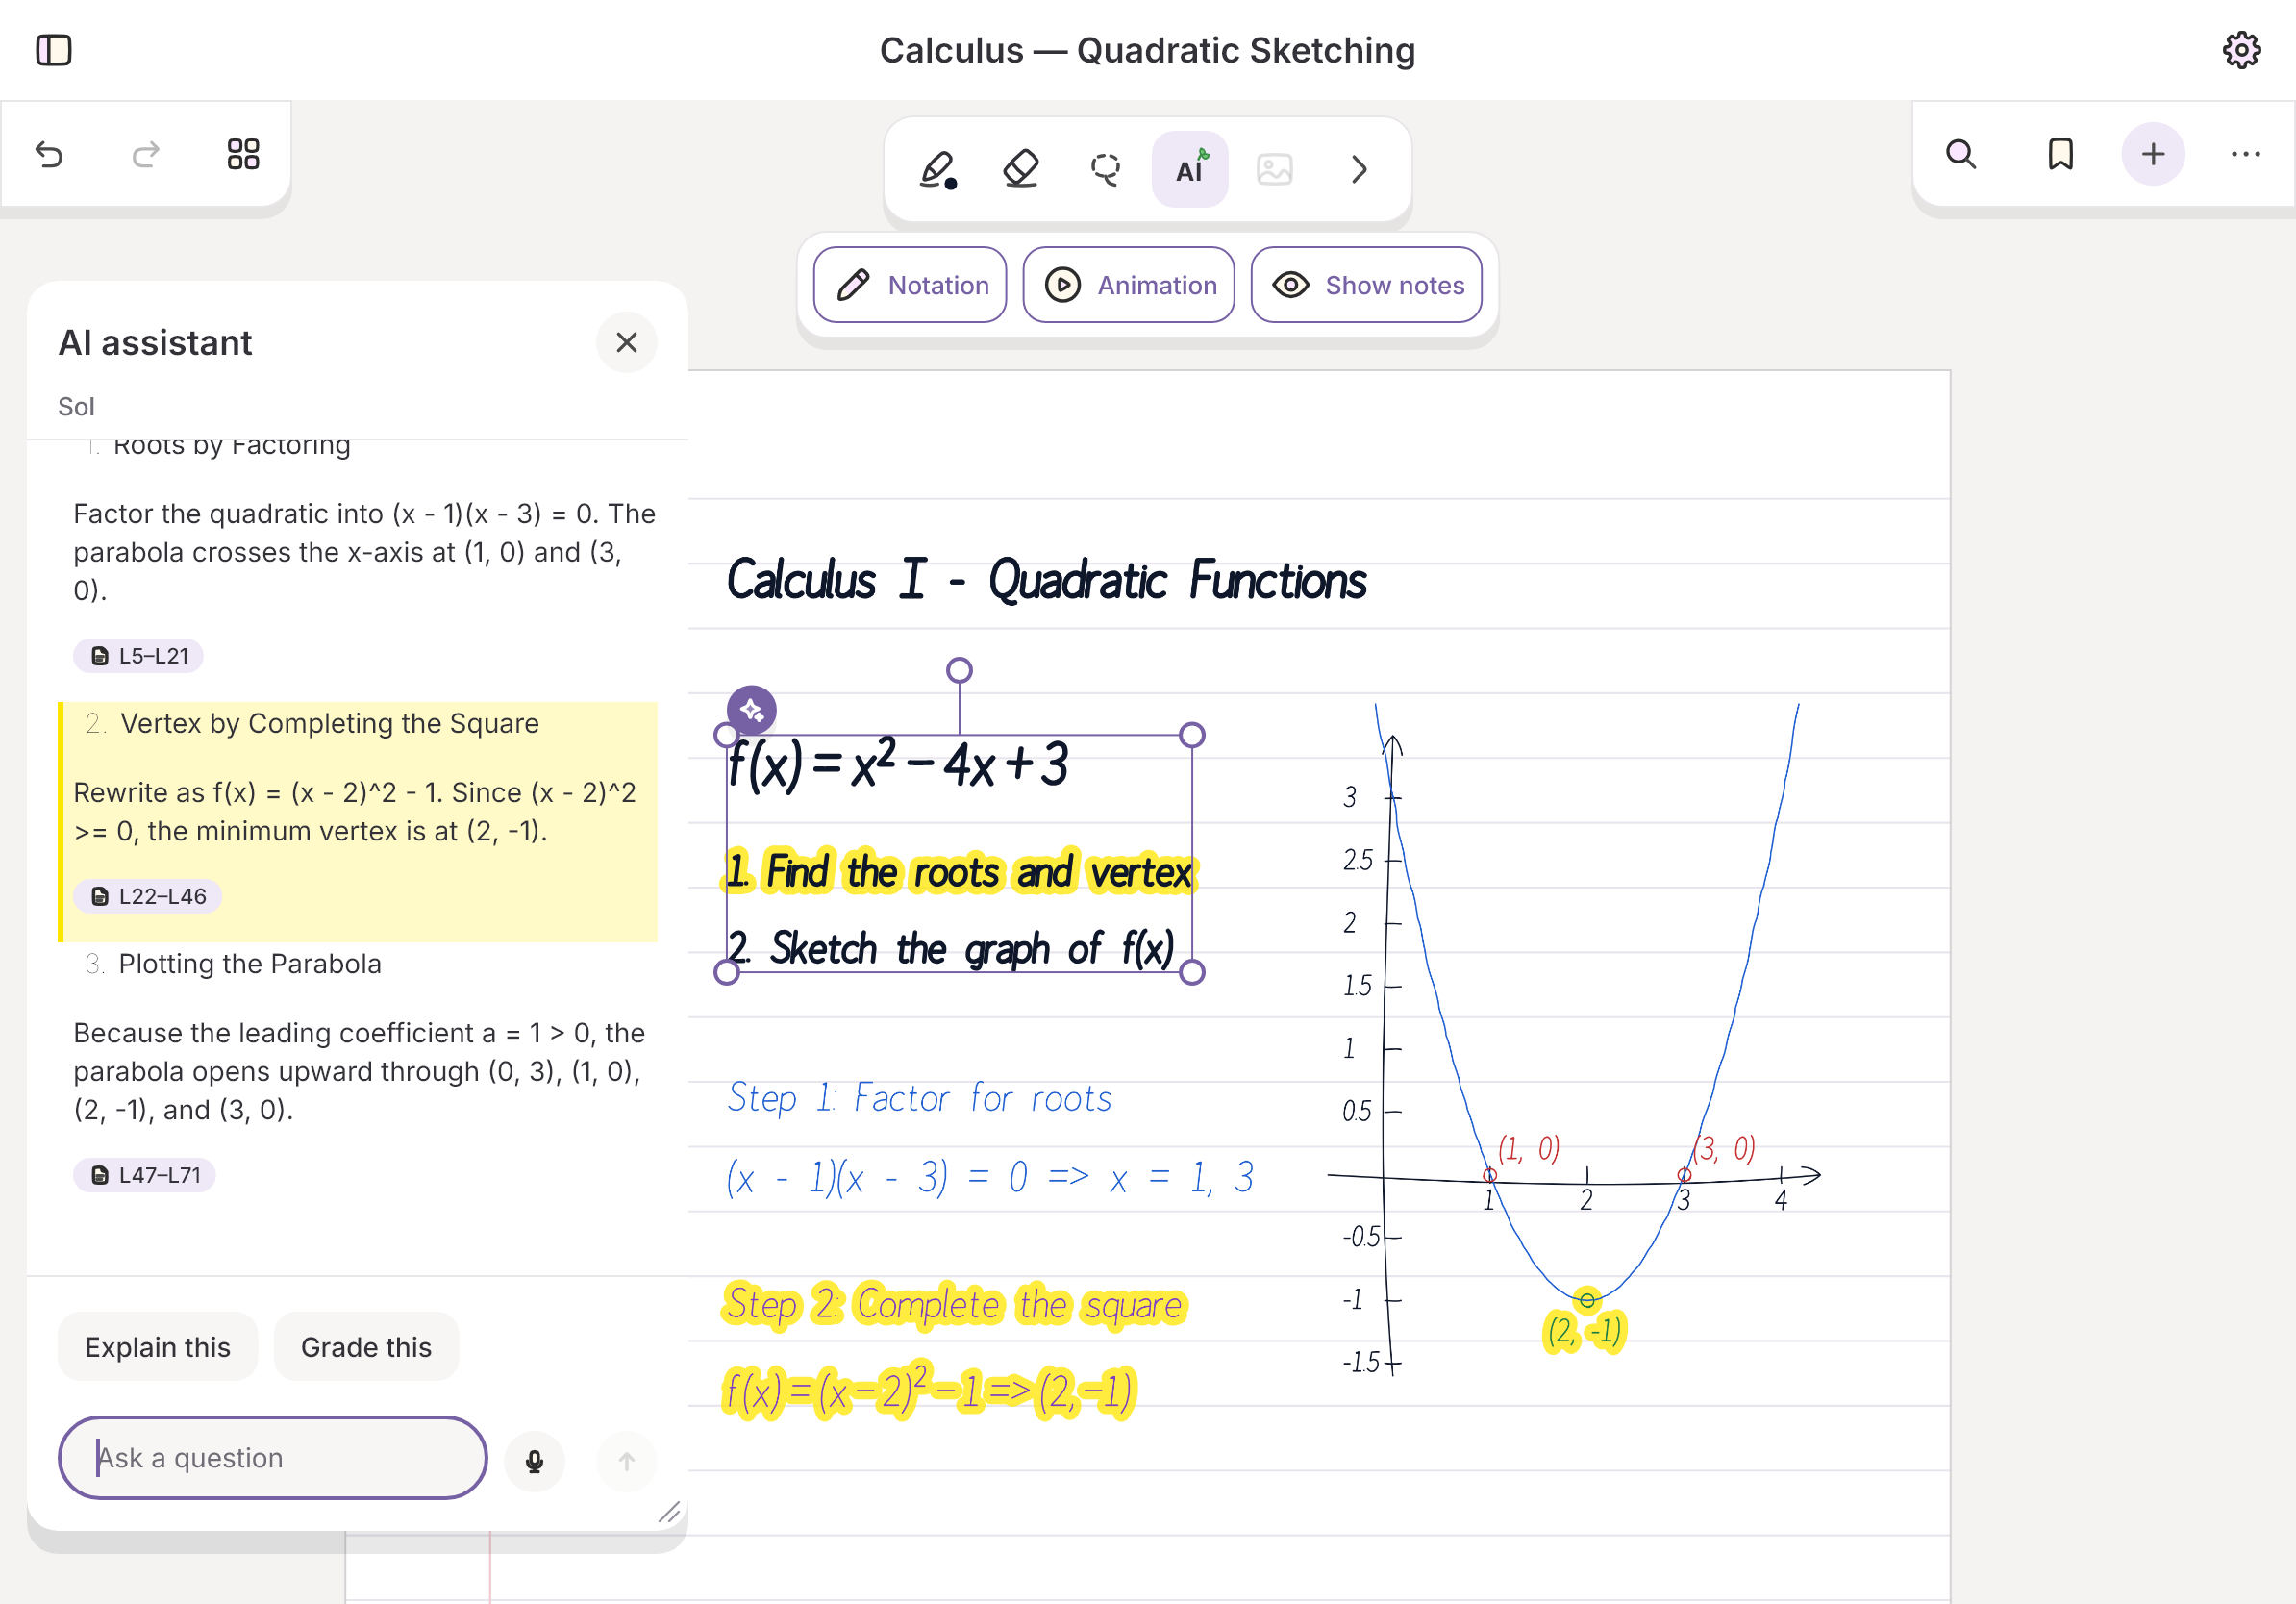 Calculus — Quadratic Sketching
AI
Notation
Animation
Show notes
AI assistant
Sol
1. Roots by Factoring
Factor the quadratic into (x - 1)(x - 3) = 0. The
parabola crosses the x-axis at (1, 0) and (3,
0).
L5–L21
2. Vertex by Completing the Square
Rewrite as f(x) = (x - 2)^2 - 1. Since (x - 2)^2
>= 0, the minimum vertex is at (2, -1).
L22–L46
3. Plotting the Parabola
Because the leading coefficient a = 1 > 0, the
parabola opens upward through (0, 3), (1, 0),
(2, -1), and (3, 0).
L47–L71
Explain this
Grade this
Ask a question
Calculus I - Quadratic Functions
f(x) = x² − 4x + 3
1. Find the roots and vertex
2. Sketch the graph of f(x)
Step 1: Factor for roots
(x - 1)(x - 3) = 0 => x = 1, 3
Step 2: Complete the square
f(x) = (x − 2)² − 1 => (2, −1)
3
2.5
2
1.5
1
0.5
(1, 0)
(3, 0)
1
2
3
4
-0.5
-1
(2, -1)
-1.5